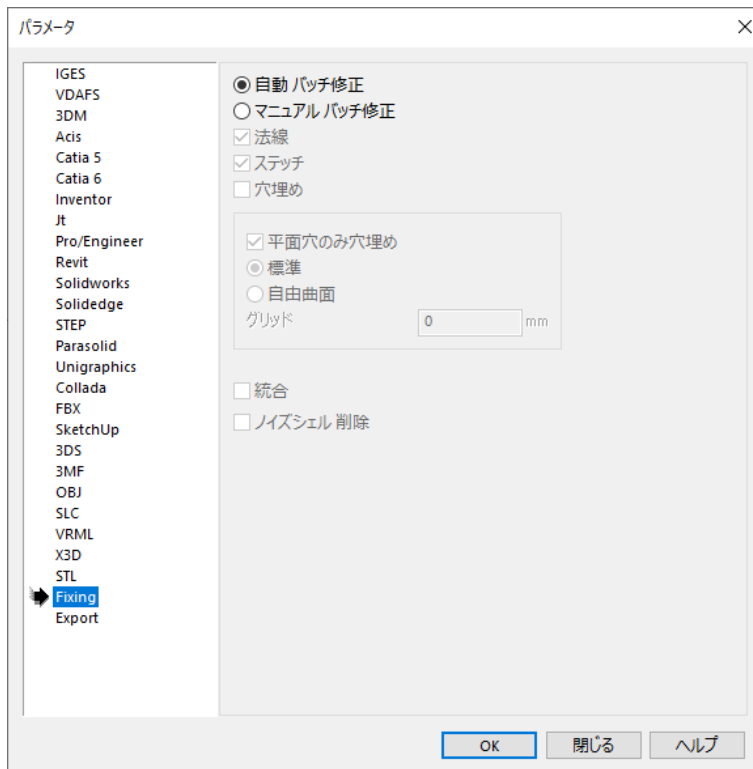 パラメータ
IGES
VDAFS
3DM
Acis
Catia 5
Catia 6
Inventor
Jt
Pro/Engineer
Revit
Solidworks
Solidedge
STEP
Parasolid
Unigraphics
Collada
FBX
SketchUp
3DS
3MF
OBJ
SLC
VRML
X3D
STL
Fixing
Export
自動 バッチ修正
マニュアル バッチ修正
法線
ステッチ
穴埋め
平面穴のみ穴埋め
標準
自由曲面
グリッド 0 mm
統合
ノイズシェル 削除
OK 閉じる ヘルプ